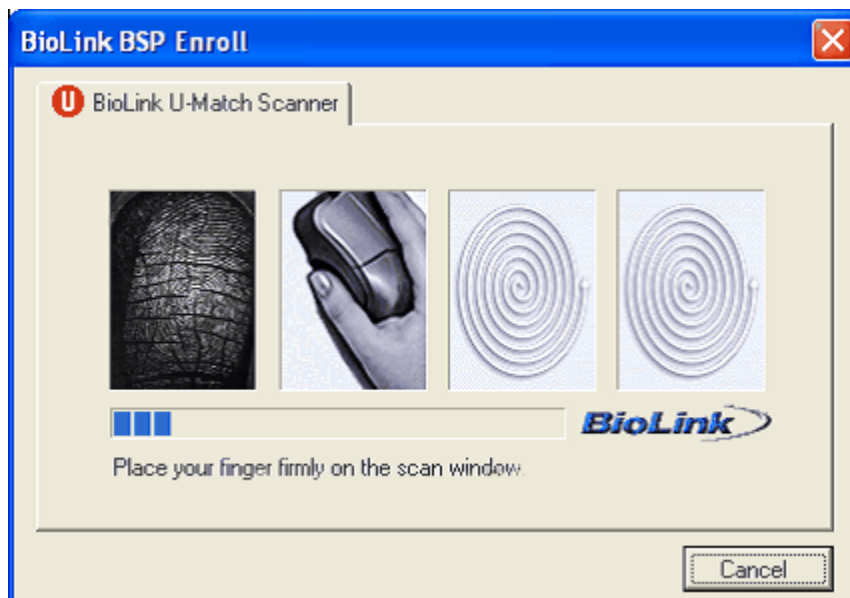 BioLink BSP Enroll
U BioLink U-Match Scanner
BioLink
Place your finger firmly on the scan window.
Cancel